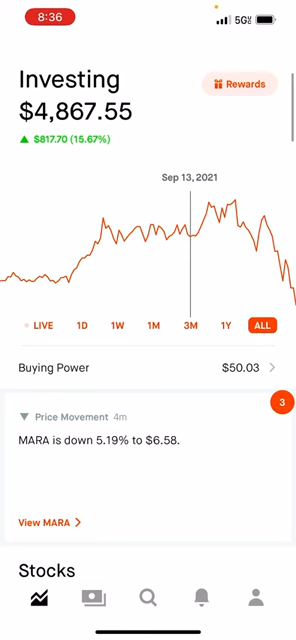 8:36
5G
Investing
Rewards
$4,867.55
▲ $817.70 (15.67%)
Sep 13, 2021
LIVE 1D 1W 1M 3M 1Y ALL
Buying Power $50.03
3
Price Movement 4m
MARA is down 5.19% to $6.58.
View MARA
Stocks